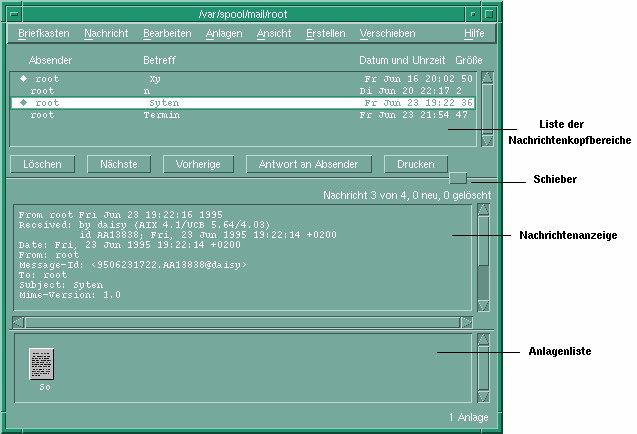 /var/spool/mail/root
Briefkasten Nachricht Bearbeiten Anlagen Ansicht Erstellen Verschieben Hilfe
Absender Betreff Datum und Uhrzeit Größe
root Xy Fr Jun 16 20:02 50
root n Di Jun 20 22:17 2
root Syten Fr Jun 23 19:22 36
root Termin Fr Jun 23 21:54 47
Liste der
Nachrichtenkopfbereiche
Löschen Nächste Vorherige Antwort an Absender Drucken
Schieber
Nachricht 3 von 4, 0 neu, 0 gelöscht
From root Fri Jun 23 19:22:16 1995
Received: by daisy (AIX 4.1/UCB 5.64/4.03)
id AA13838; Fri, 23 Jun 1995 19:22:14 +0200
Date: Fri, 23 Jun 1995 19:22:14 +0200
From: root
Message-Id: <9506231722.AA13838@daisy>
To: root
Subject: Syten
Mime-Version: 1.0
Nachrichtenanzeige
Anlagenliste
So
1 Anlage